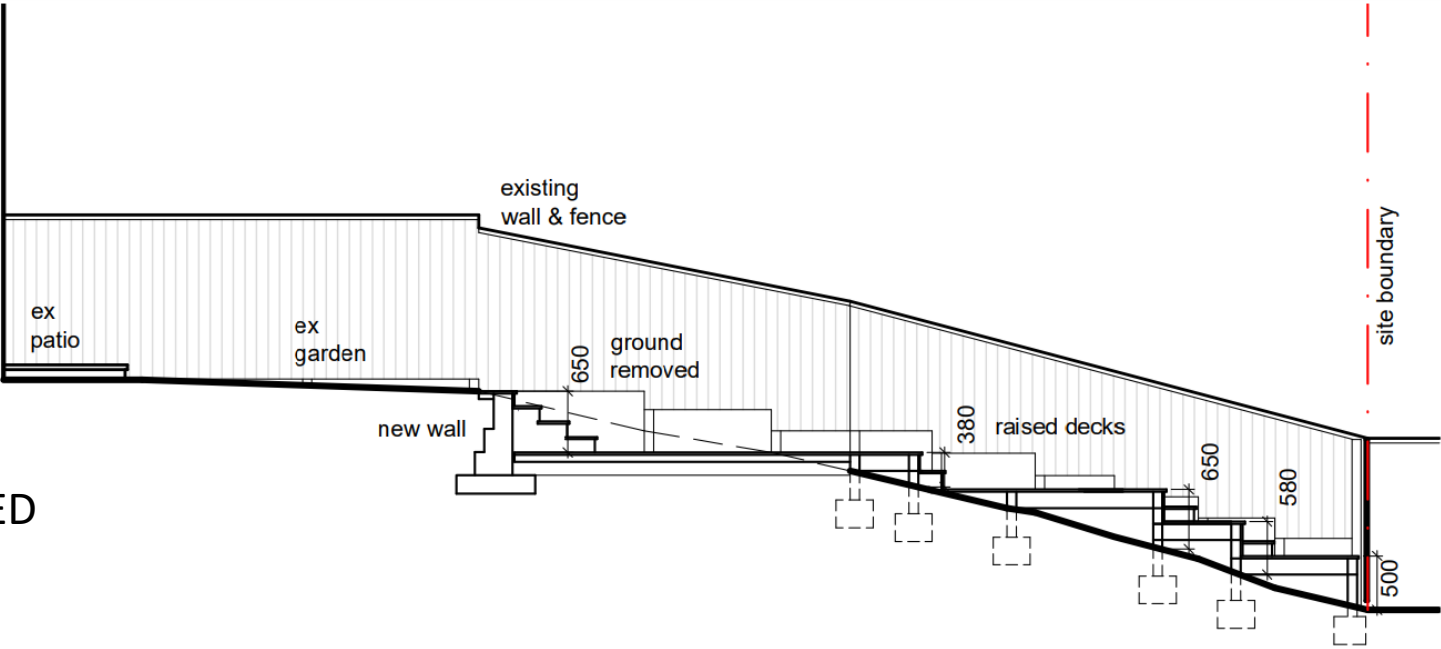 existing
wall & fence
site boundary
ex
patio
ex
garden
650
ground
removed
new wall
380
raised decks
650
580
ED
500